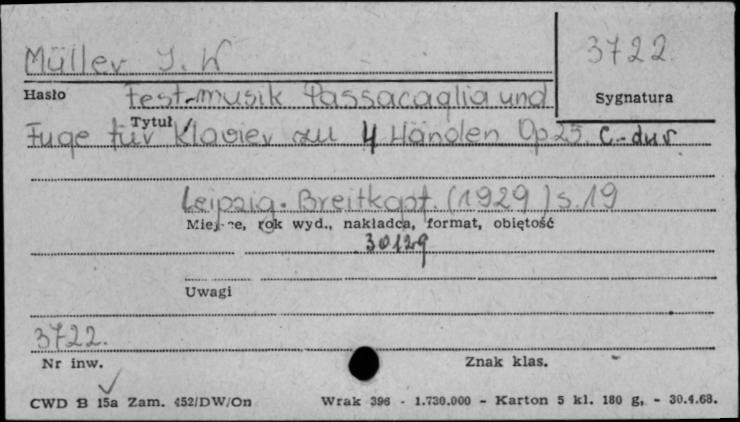 Müller J. W
3722.
Hasło
Fest-musik Passacaglia und
Sygnatura
Tytuł
Fuge für Klavier zu 4 Händen Op 25. C-dur
Leipzig. Breitkopf. (1929) s. 19
Miejsce, rok wyd., nakładca, format, objętość
30129
Uwagi
3722.
Nr inw.
Znak klas.
CWD B 15a Zam. 452/DW/On
Wrak 396 - 1.730.000 - Karton 5 kl. 180 g, - 30.4.68.